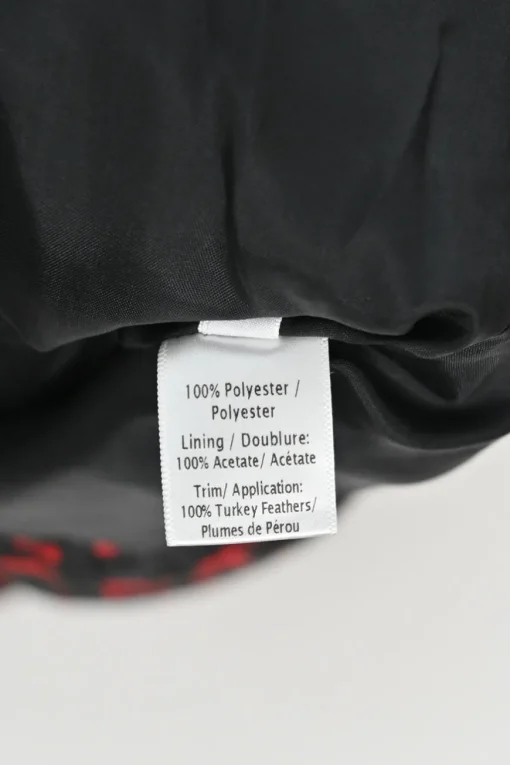 100% Polyester /
Polyester
Lining / Doublure:
100% Acetate/ Acétate
Trim/ Application:
100% Turkey Feathers/
Plumes de Pérou